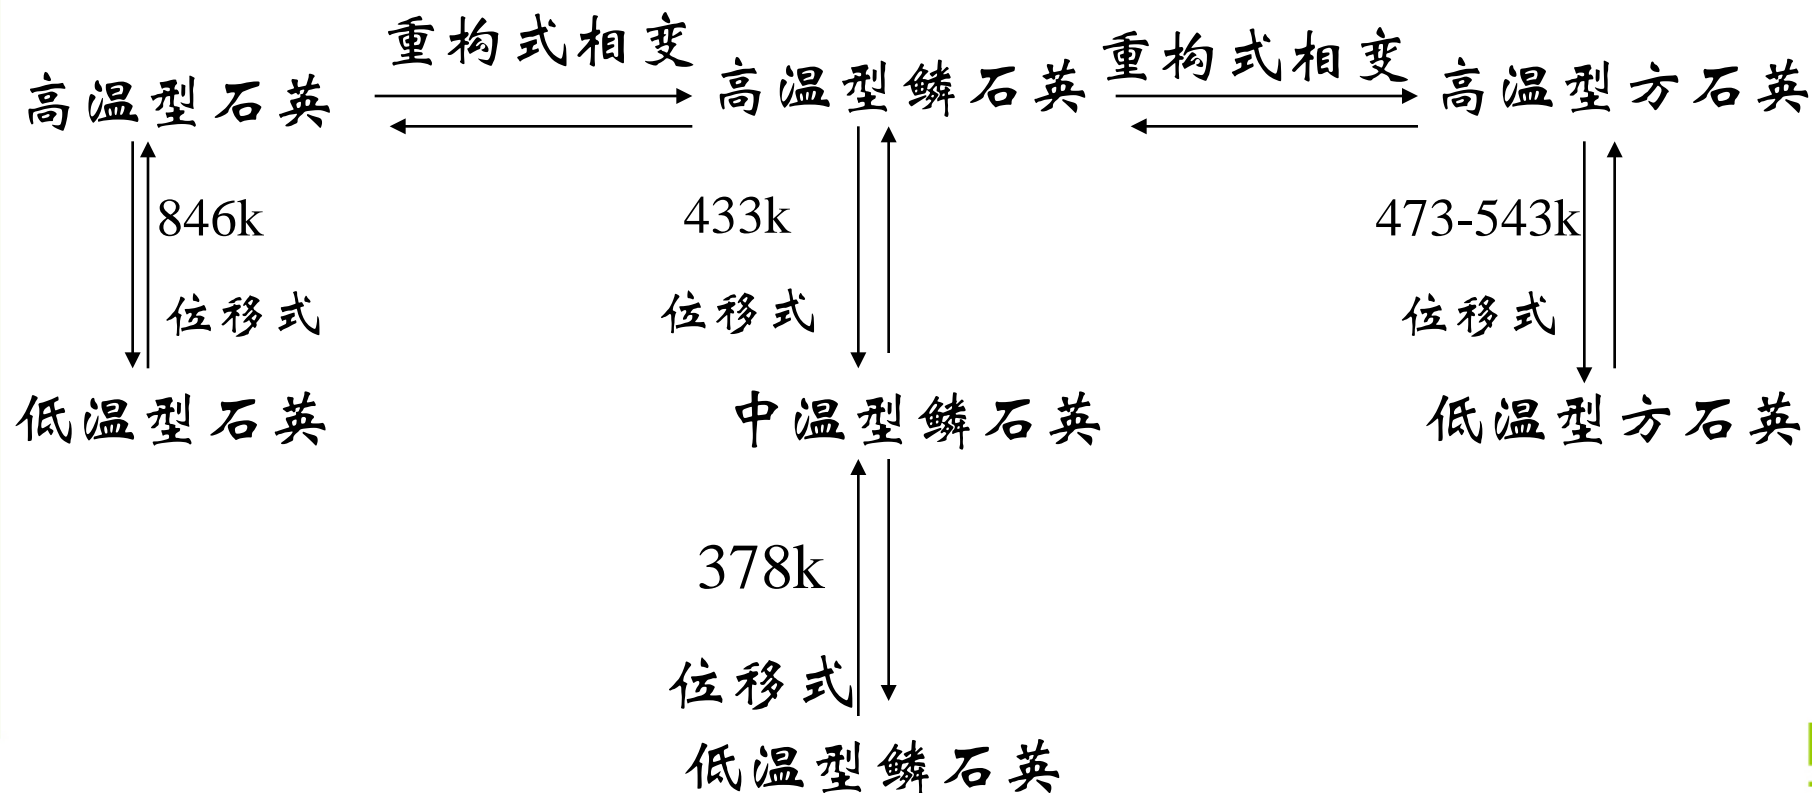 重构式相变
重构式相变
高温型石英
高温型鳞石英
高温型方石英
846k
433k
473-543k
位移式
位移式
位移式
低温型石英
中温型鳞石英
低温型方石英
378k
位移式
低温型鳞石英